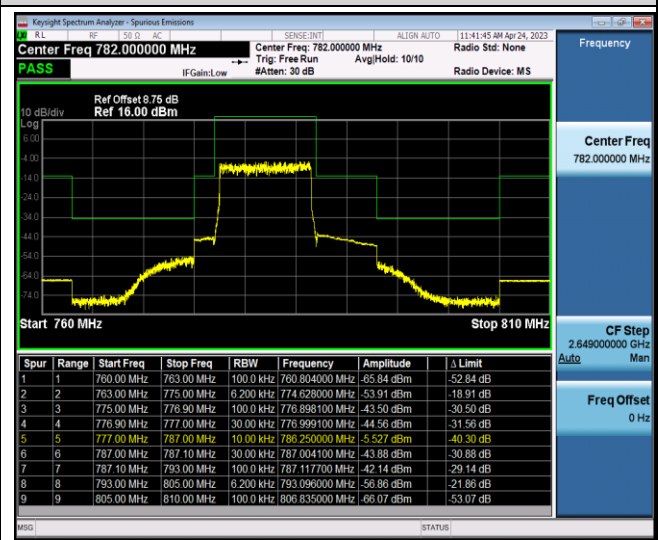 Keysight Spectrum Analyzer - Spurious Emissions
RL RF 50 Ω AC SENSE:INT ALIGN AUTO 11:41:45 AM Apr 24, 2023
Center Freq 782.000000 MHz Center Freq: 782.000000 MHz Radio Std: None
Trig: Free Run Avg|Hold: 10/10
PASS IFGain:Low #Atten: 30 dB Radio Device: MS
Frequency
Ref Offset 8.75 dB
10 dB/div Ref 16.00 dBm
Log
6.00
-4.00
-14.0
-24.0
-34.0
-44.0
-54.0
-64.0
-74.0
Start 760 MHz Stop 810 MHz
Center Freq
782.000000 MHz
CF Step
2.649000000 GHz
Auto Man
Freq Offset
0 Hz
Spur Range Start Freq Stop Freq RBW Frequency Amplitude Δ Limit
1 1 760.00 MHz 763.00 MHz 100.0 kHz 760.804000 MHz -65.84 dBm -52.84 dB
2 2 763.00 MHz 775.00 MHz 6.200 kHz 774.628000 MHz -53.91 dBm -18.91 dB
3 3 775.00 MHz 776.90 MHz 100.0 kHz 776.898100 MHz -43.50 dBm -30.50 dB
4 4 776.90 MHz 777.00 MHz 30.00 kHz 776.999100 MHz -44.56 dBm -31.56 dB
5 5 777.00 MHz 787.00 MHz 10.00 kHz 786.250000 MHz -5.527 dBm -40.30 dB
6 6 787.00 MHz 787.10 MHz 30.00 kHz 787.004100 MHz -43.88 dBm -30.88 dB
7 7 787.10 MHz 793.00 MHz 100.0 kHz 787.117700 MHz -42.14 dBm -29.14 dB
8 8 793.00 MHz 805.00 MHz 6.200 kHz 793.096000 MHz -56.86 dBm -21.86 dB
9 9 805.00 MHz 810.00 MHz 100.0 kHz 806.835000 MHz -66.07 dBm -53.07 dB
MSG STATUS